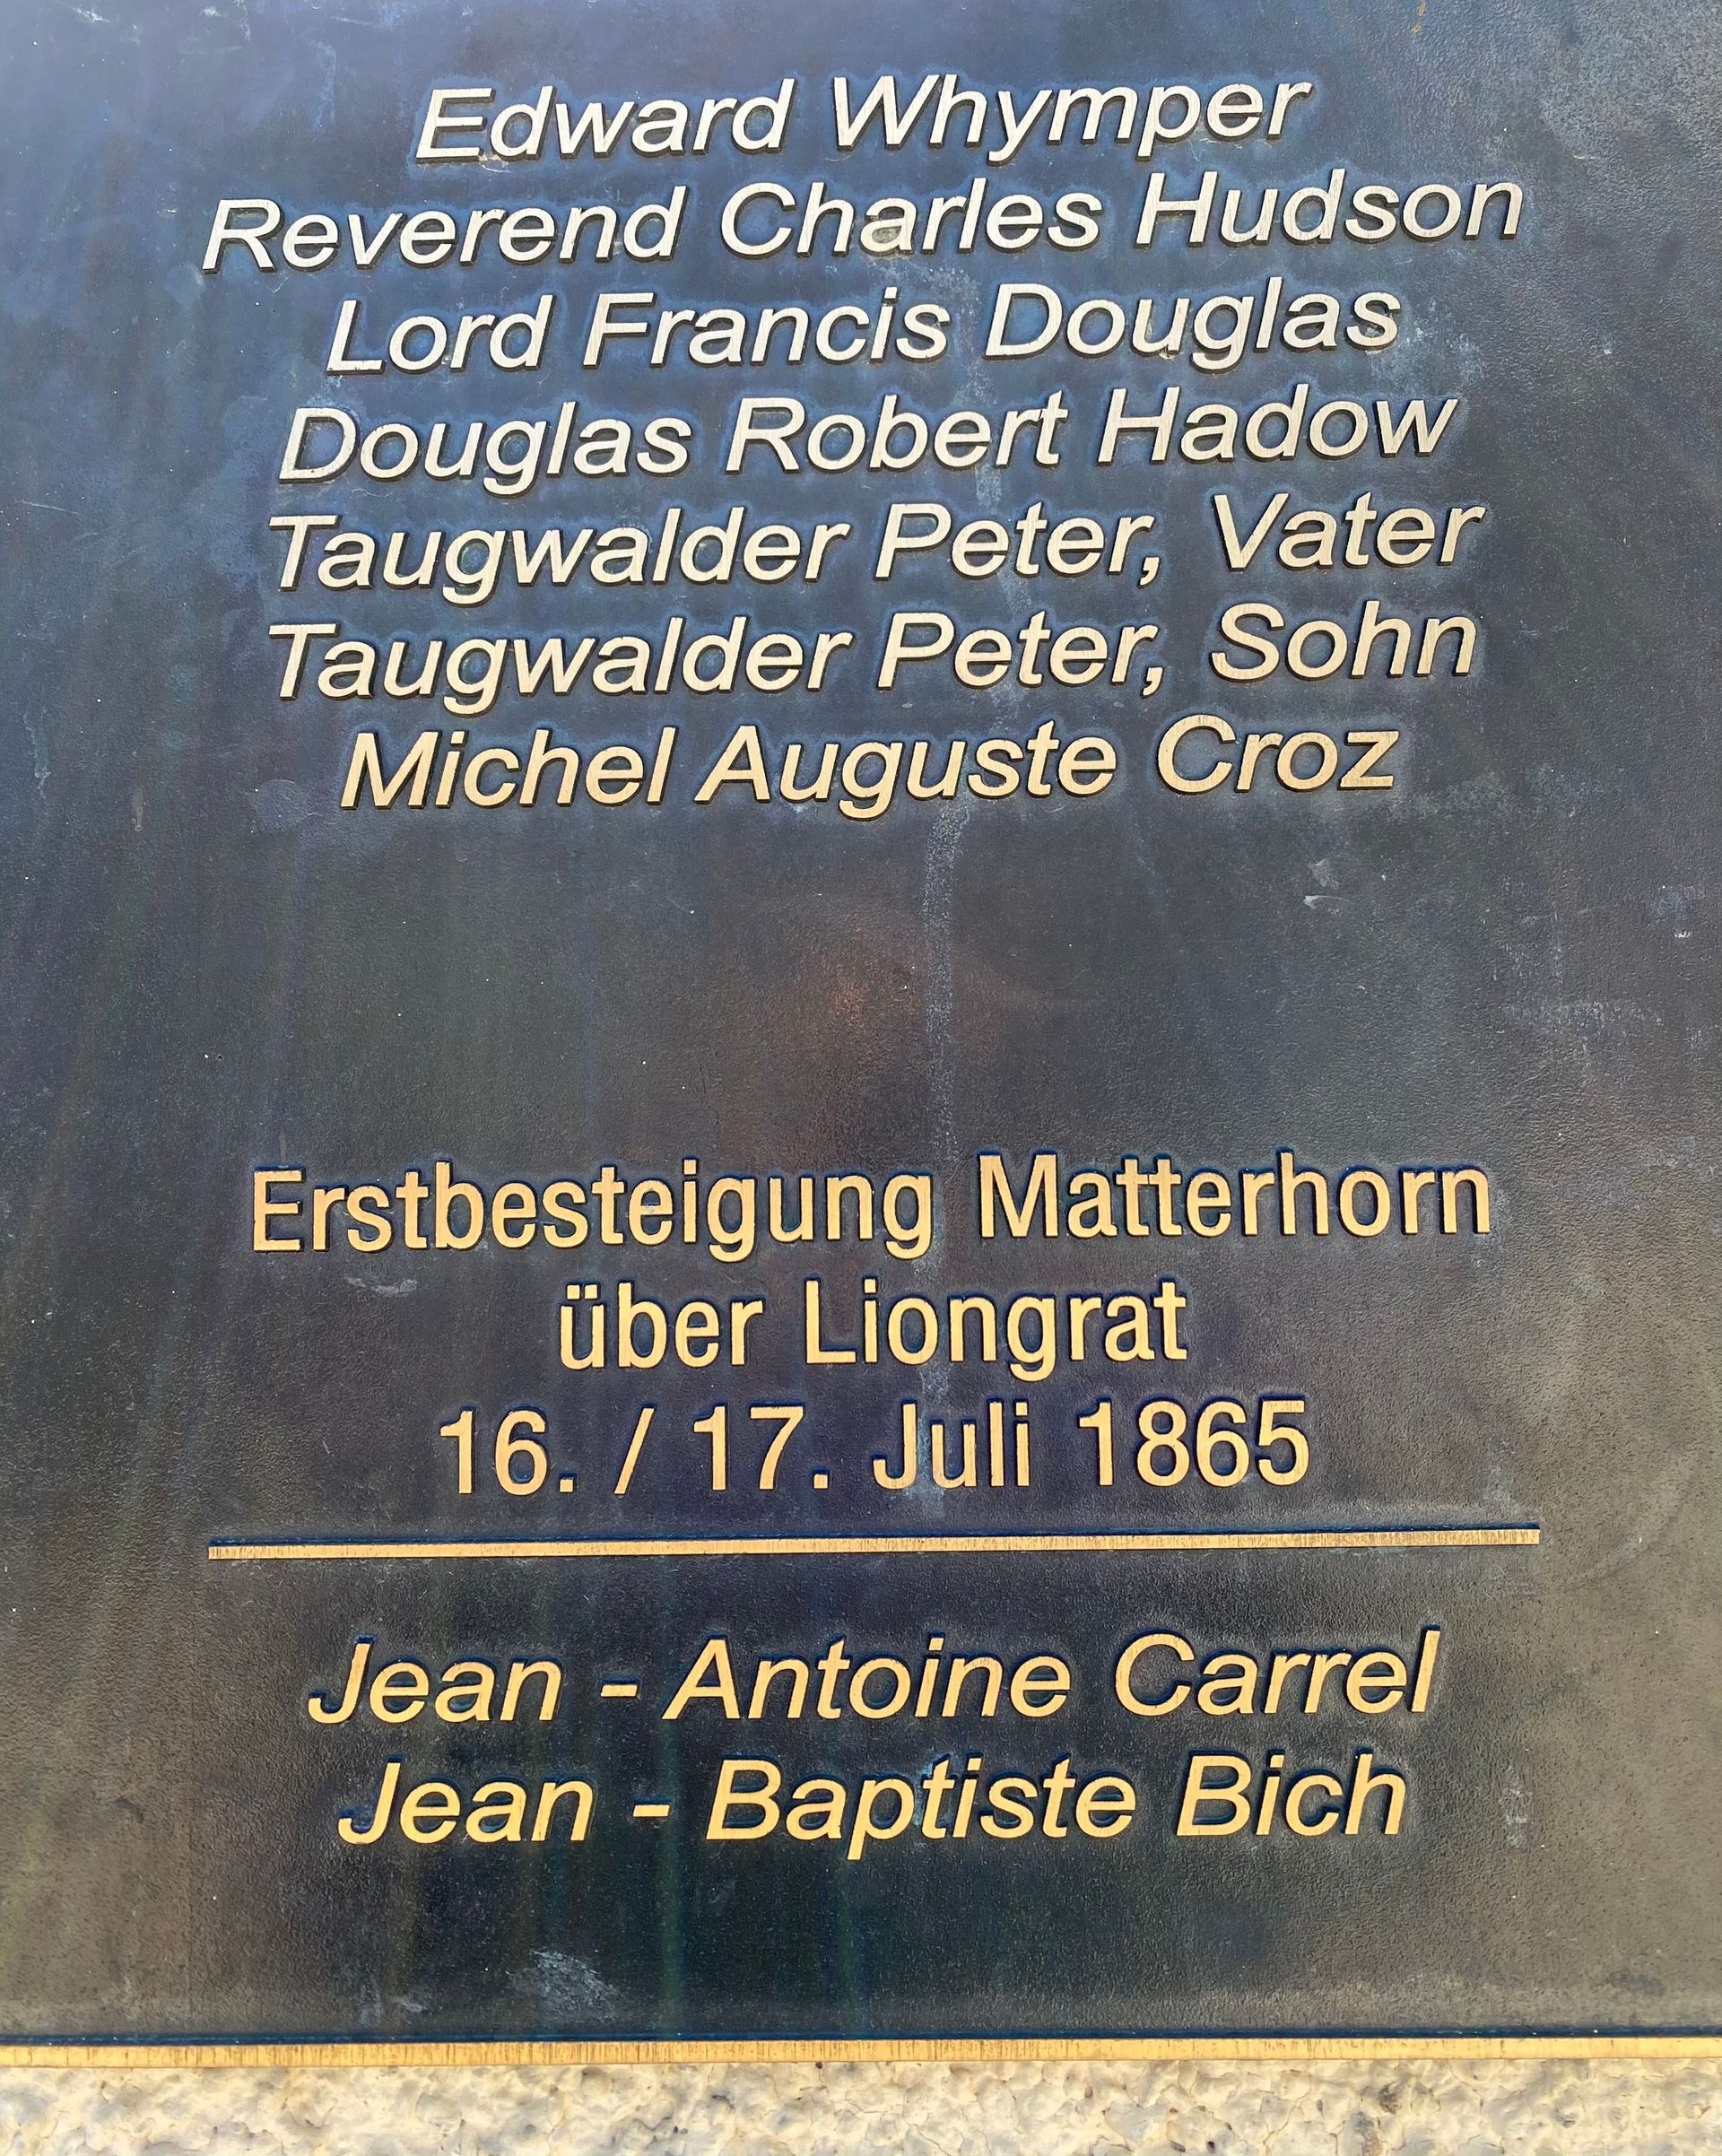 Edward Whymper
Reverend Charles Hudson
Lord Francis Douglas
Douglas Robert Hadow
Taugwalder Peter, Vater
Taugwalder Peter, Sohn
Michel Auguste Croz
Erstbesteigung Matterhorn
über Liongrat
16. / 17. Juli 1865
Jean - Antoine Carrel
Jean - Baptiste Bich